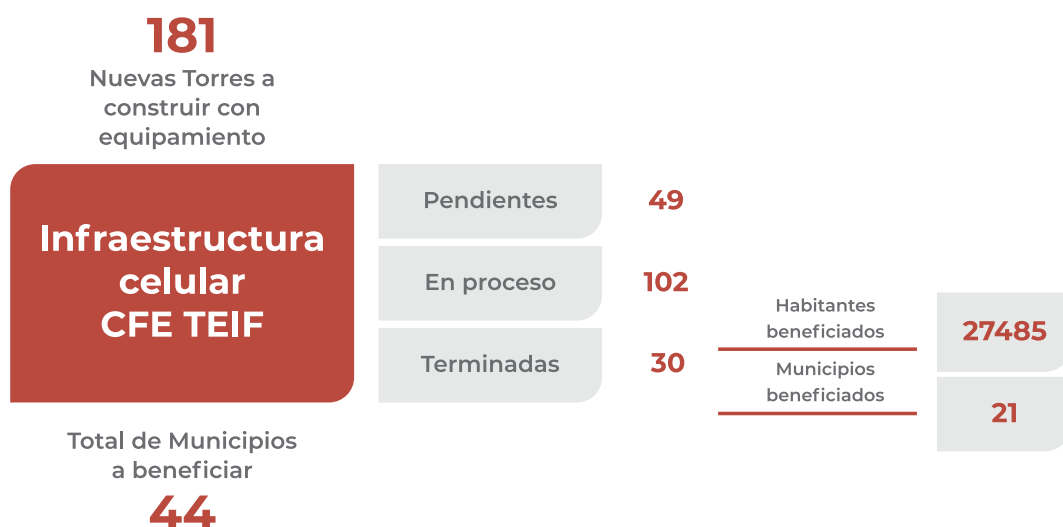 181
Nuevas Torres a
construir con
equipamiento
Infraestructura
celular
CFE TEIF
Pendientes
49
En proceso
102
Terminadas
30
Habitantes
beneficiados
27485
Municipios
beneficiados
21
Total de Municipios
a beneficiar
44